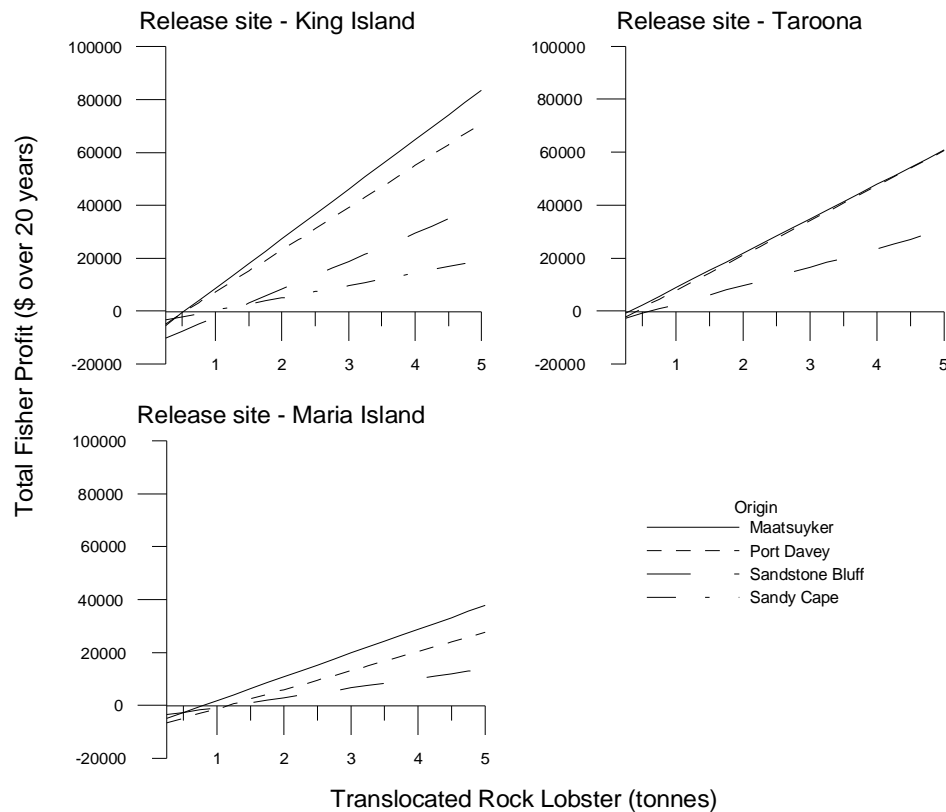 Release site - King Island
100000
80000
60000
40000
20000
0
-20000
1 2 3 4 5
Release site - Taroona
100000
80000
60000
40000
20000
0
-20000
1 2 3 4 5
Total Fisher Profit ($ over 20 years)
Release site - Maria Island
100000
80000
60000
40000
20000
0
-20000
1 2 3 4 5
Origin
Maatsuyker
Port Davey
Sandstone Bluff
Sandy Cape
Translocated Rock Lobster (tonnes)